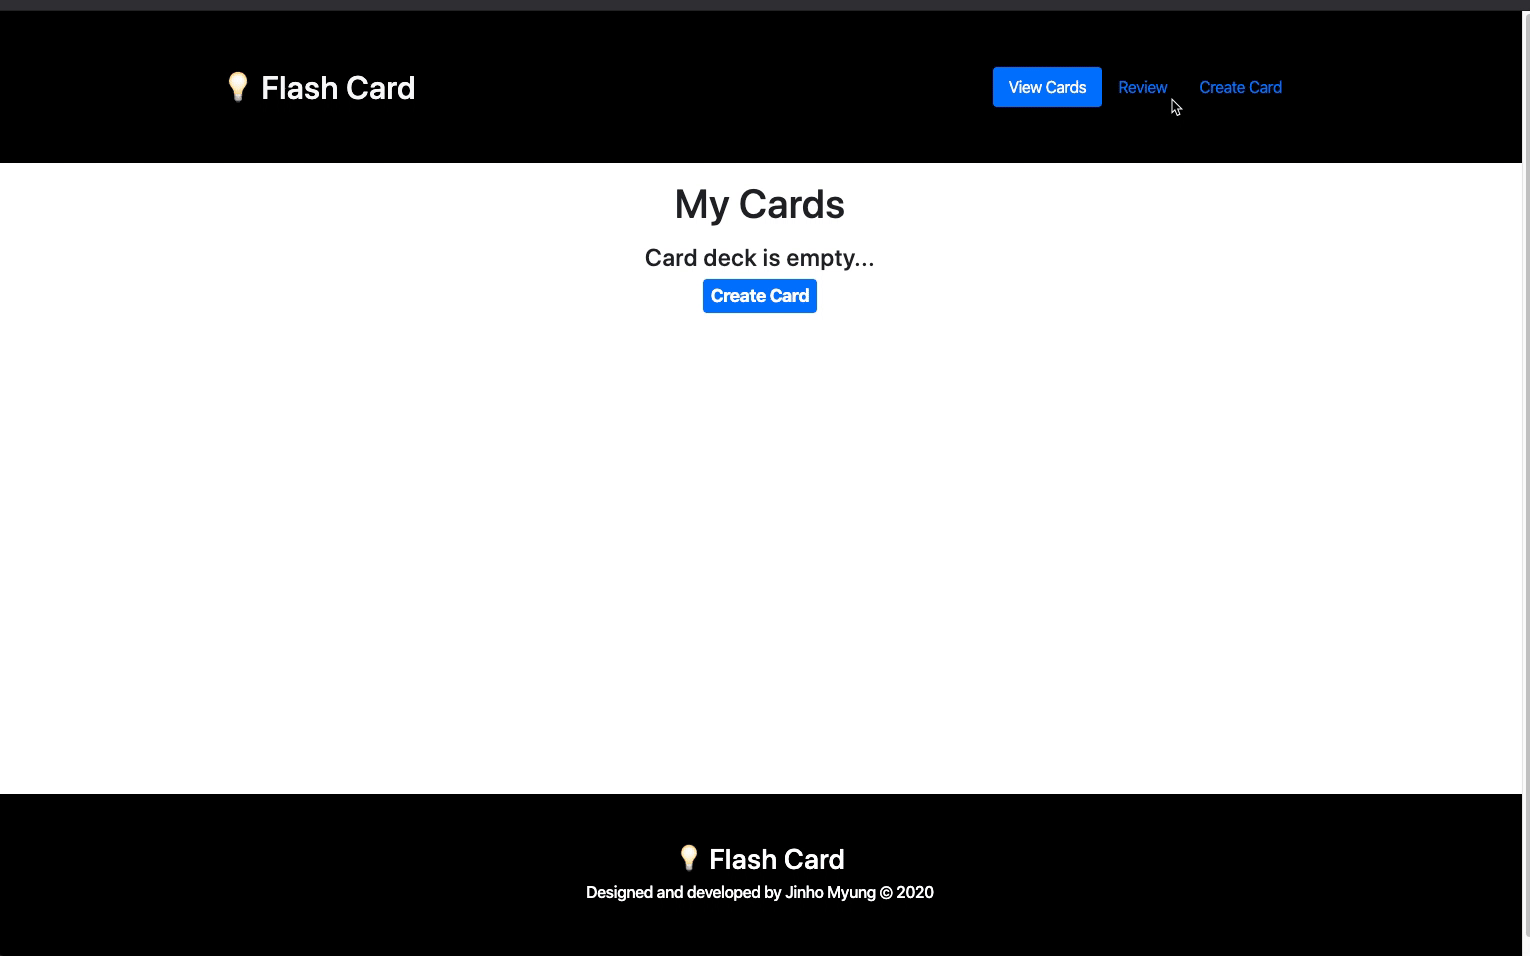 Flash Card
View Cards
Review
Create Card
My Cards
Card deck is empty...
Create Card
Flash Card
Designed and developed by Jinho Myung © 2020